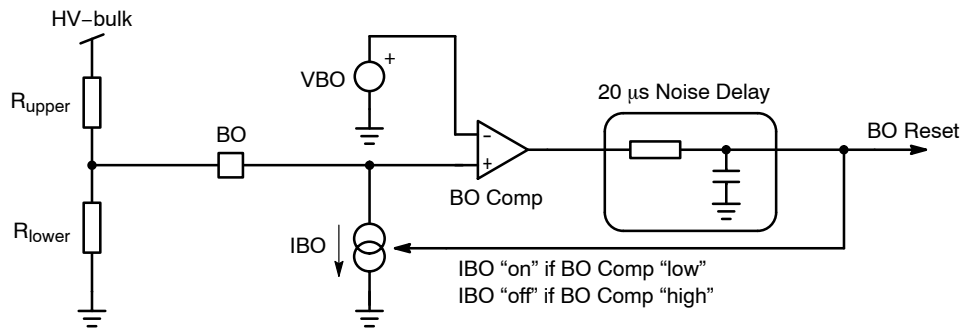 HV−bulk
VBO
+
20 μs Noise Delay
Rupper
BO
BO Reset
−
+
BO Comp
Rlower
IBO
IBO “on” if BO Comp “low”
IBO “off” if BO Comp “high”